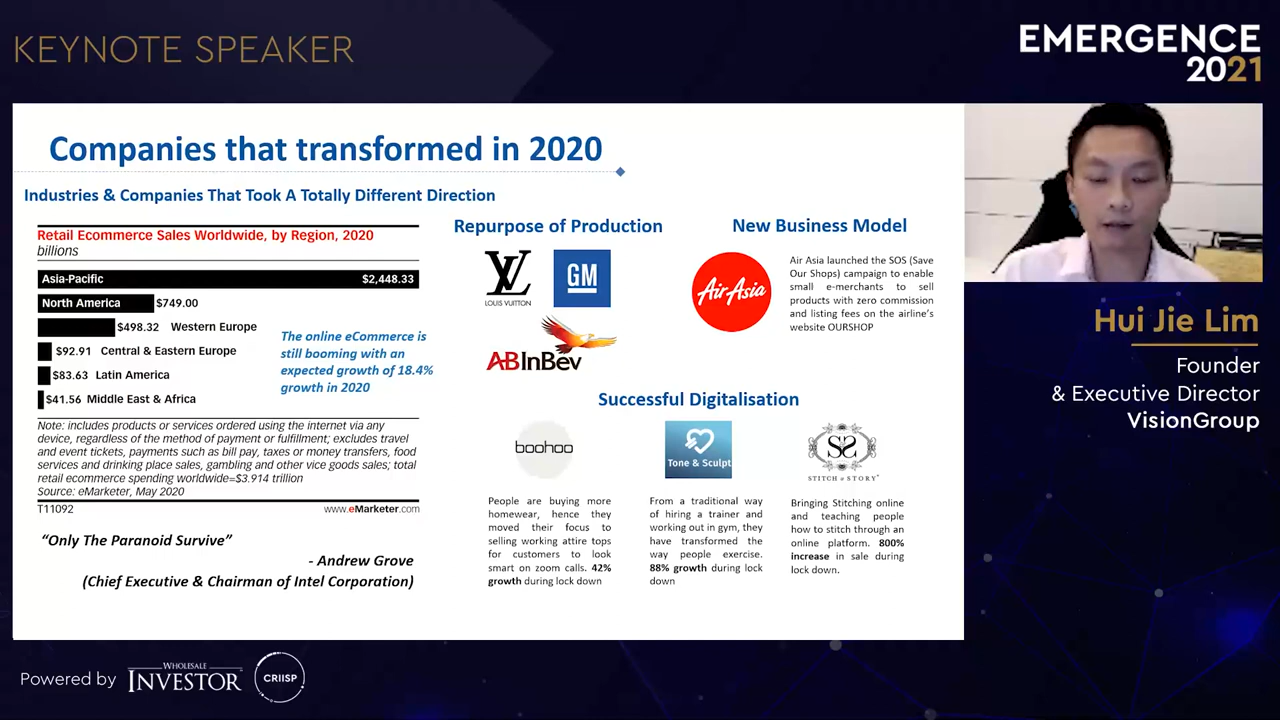 KEYNOTE SPEAKER
EMERGENCE
2021
Companies that transformed in 2020
Industries & Companies That Took A Totally Different Direction
Retail Ecommerce Sales Worldwide, by Region, 2020
billions
Asia-Pacific $2,448.33
North America $749.00
$498.32 Western Europe
$92.91 Central & Eastern Europe
$83.63 Latin America
$41.56 Middle East & Africa
The online eCommerce is
still booming with an
expected growth of 18.4%
growth in 2020
Note: includes products or services ordered using the internet via any
device, regardless of the method of payment or fulfillment; excludes travel
and event tickets, payments such as bill pay, taxes or money transfers, food
services and drinking place sales, gambling and other vice goods sales; total
retail ecommerce spending worldwide=$3.914 trillion
Source: eMarketer, May 2020
T11092 www.eMarketer.com
“Only The Paranoid Survive”
- Andrew Grove
(Chief Executive & Chairman of Intel Corporation)
Repurpose of Production
LV
LOUIS VUITTON
GM
ABInBev
New Business Model
AirAsia
Air Asia launched the SOS (Save
Our Shops) campaign to enable
small e-merchants to sell
products with zero commission
and listing fees on the airline's
website OURSHOP
Successful Digitalisation
boohoo
People are buying more
homewear, hence they
moved their focus to
selling working attire tops
for customers to look
smart on zoom calls. 42%
growth during lock down
Tone & Sculpt
From a traditional way
of hiring a trainer and
working out in gym, they
have transformed the
way people exercise.
88% growth during lock
down
SS
STITCH & STORY
Bringing Stitching online
and teaching people
how to stitch through an
online platform. 800%
increase in sale during
lock down.
Hui Jie Lim
Founder
& Executive Director
VisionGroup
Powered by
WHOLESALE
INVESTOR
CRIISP